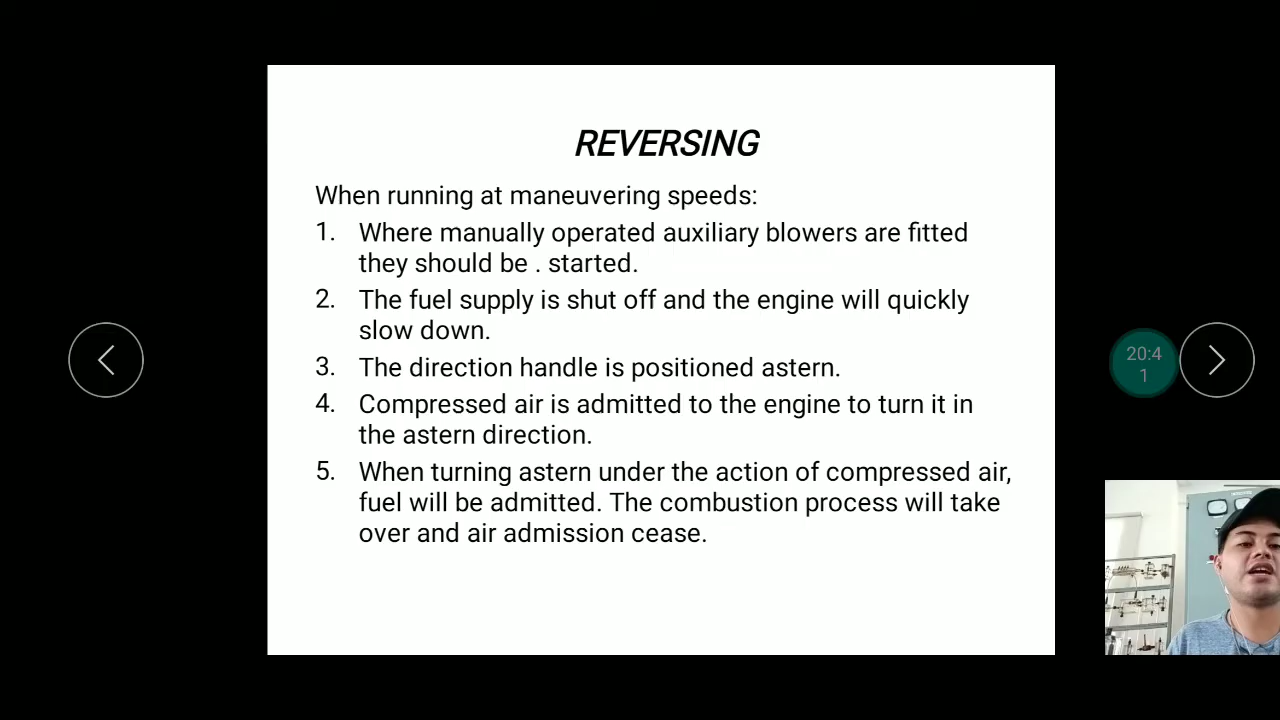 REVERSING
When running at maneuvering speeds:
1. Where manually operated auxiliary blowers are fitted
they should be . started.
2. The fuel supply is shut off and the engine will quickly
slow down.
3. The direction handle is positioned astern.
4. Compressed air is admitted to the engine to turn it in
the astern direction.
5. When turning astern under the action of compressed air,
fuel will be admitted. The combustion process will take
over and air admission cease.
20:4
1